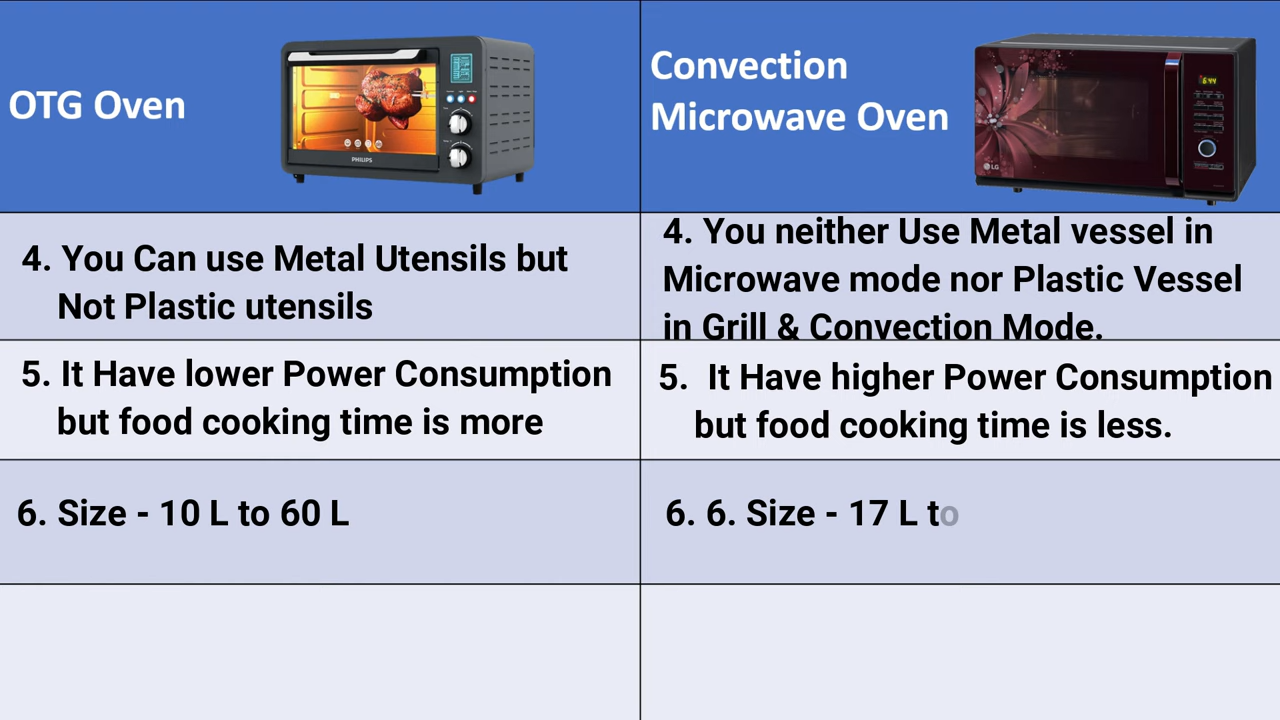 OTG Oven
PHILIPS
Convection
Microwave Oven
6:44
LG
4. You Can use Metal Utensils but
Not Plastic utensils
4. You neither Use Metal vessel in
Microwave mode nor Plastic Vessel
in Grill & Convection Mode.
5. It Have lower Power Consumption
but food cooking time is more
5. It Have higher Power Consumption
but food cooking time is less.
6. Size - 10 L to 60 L
6. 6. Size - 17 L to